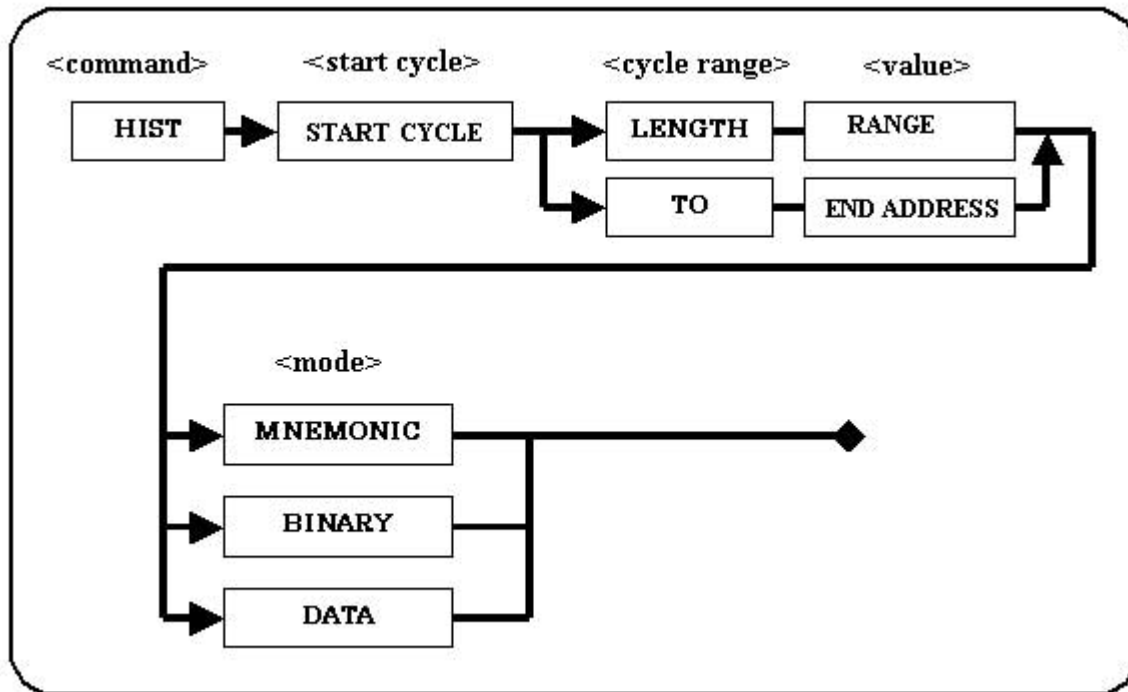 <command> <start cycle> <cycle range> <value>
HIST START CYCLE LENGTH RANGE
TO END ADDRESS
<mode>
MNEMONIC
BINARY
DATA